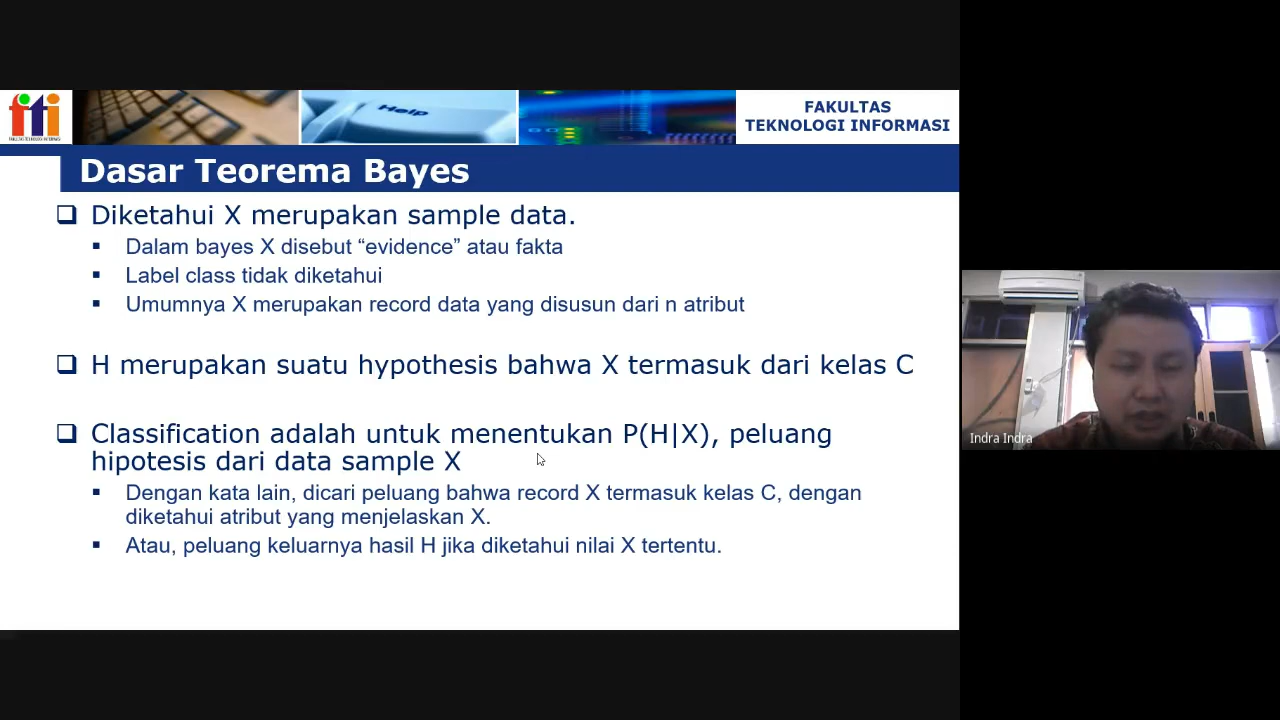 fti
Help
FAKULTAS
TEKNOLOGI INFORMASI
Dasar Teorema Bayes
Diketahui X merupakan sample data.
Dalam bayes X disebut “evidence” atau fakta
Label class tidak diketahui
Umumnya X merupakan record data yang disusun dari n atribut
H merupakan suatu hypothesis bahwa X termasuk dari kelas C
Classification adalah untuk menentukan P(H|X), peluang
hipotesis dari data sample X
Dengan kata lain, dicari peluang bahwa record X termasuk kelas C, dengan
diketahui atribut yang menjelaskan X.
Atau, peluang keluarnya hasil H jika diketahui nilai X tertentu.
Indra Indra